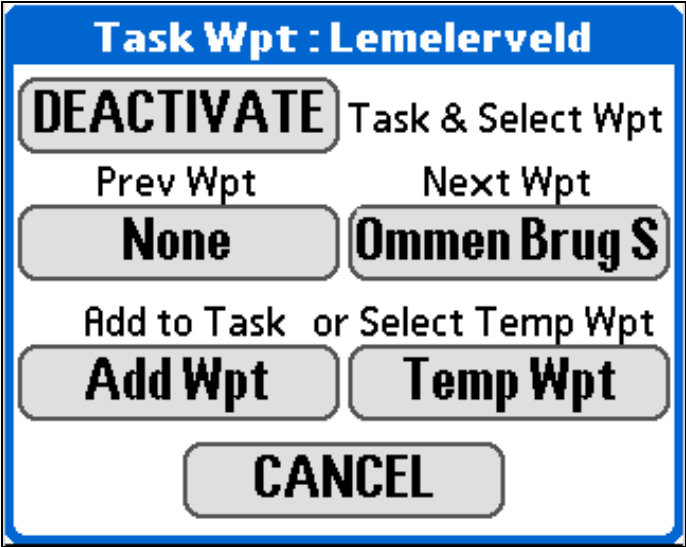 Task Wpt : Lemelerveld
DEACTIVATE Task & Select Wpt
Prev Wpt Next Wpt
None Ommen Brug S
Add to Task or Select Temp Wpt
Add Wpt Temp Wpt
CANCEL